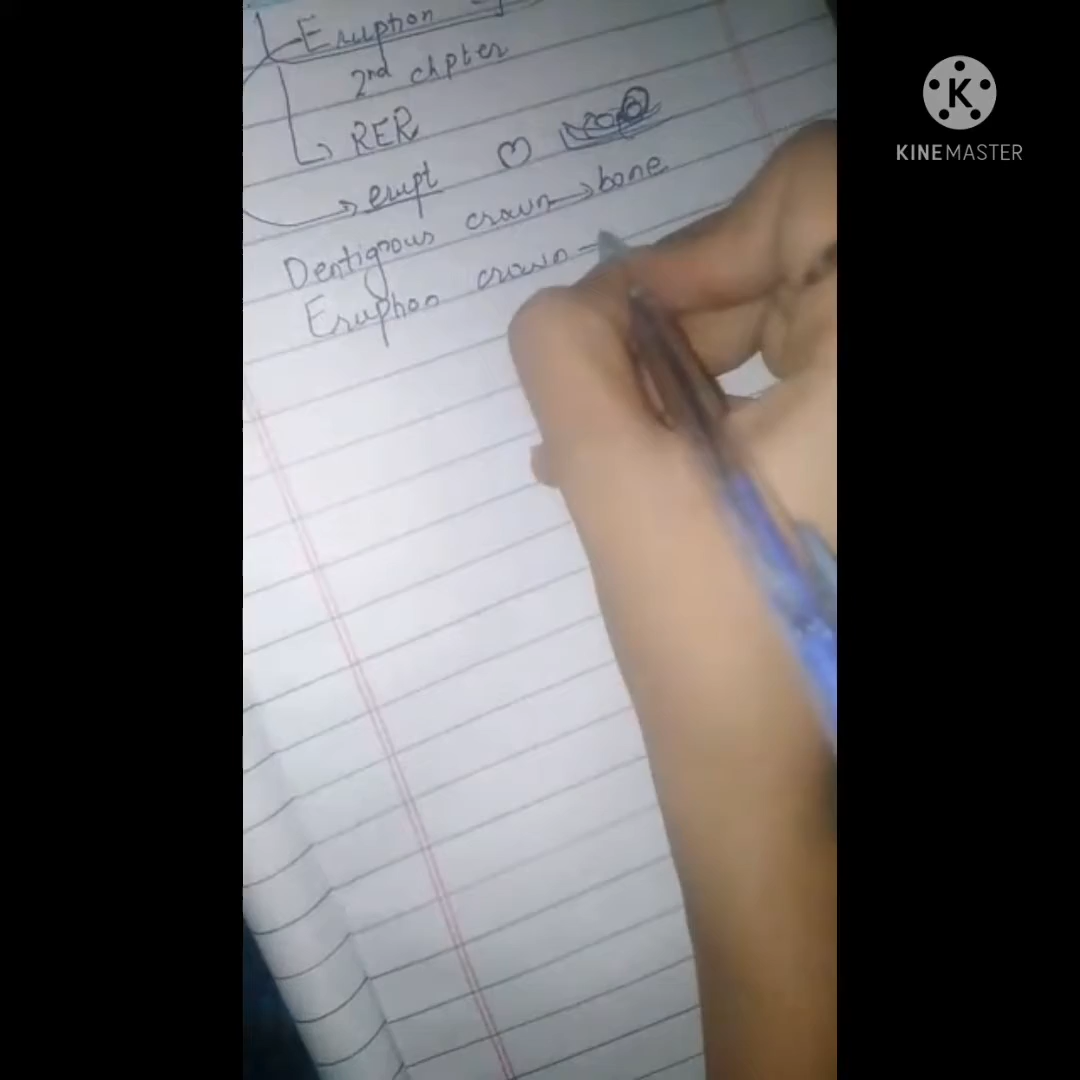 Eruption
2nd chpter
→ RER
→ erupt
Dentigrous crown → bone
Eruption crown –
K
KINEMASTER